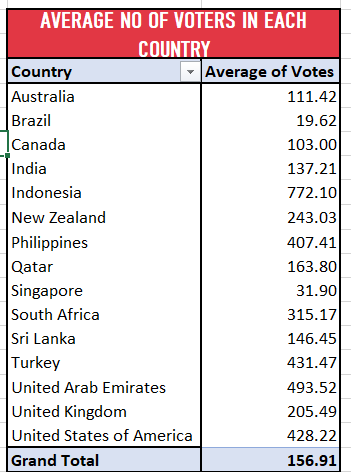 AVERAGE NO OF VOTERS IN EACH
COUNTRY
Country Average of Votes
Australia 111.42
Brazil 19.62
Canada 103.00
India 137.21
Indonesia 772.10
New Zealand 243.03
Philippines 407.41
Qatar 163.80
Singapore 31.90
South Africa 315.17
Sri Lanka 146.45
Turkey 431.47
United Arab Emirates 493.52
United Kingdom 205.49
United States of America 428.22
Grand Total 156.91